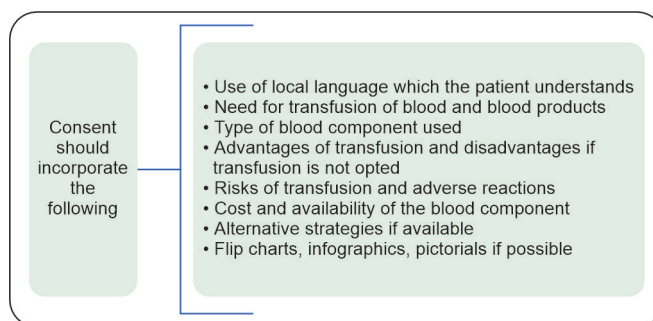 Consent
should
incorporate
the
following
• Use of local language which the patient understands
• Need for transfusion of blood and blood products
• Type of blood component used
• Advantages of transfusion and disadvantages if
transfusion is not opted
• Risks of transfusion and adverse reactions
• Cost and availability of the blood component
• Alternative strategies if available
• Flip charts, infographics, pictorials if possible